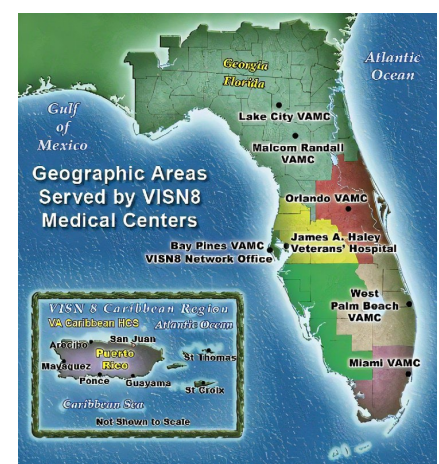 Georgia
Florida
Atlantic
Ocean
Gulf
of
Mexico
Lake City VAMC
Malcom Randall
VAMC
Geographic Areas
Served by VISN8
Medical Centers
Orlando VAMC
James A. Haley
Veterans' Hospital
Bay Pines VAMC
VISN8 Network Office
West
Palm Beach
VAMC
Miami VAMC
VISN 8 Caribbean Region
VA Caribbean HCS
Atlantic Ocean
San Juan
Arecibo
Puerto
Rico
St Thomas
Mayaguez
Ponce
Guayama
St Croix
Caribbean Sea
Not Shown to Scale